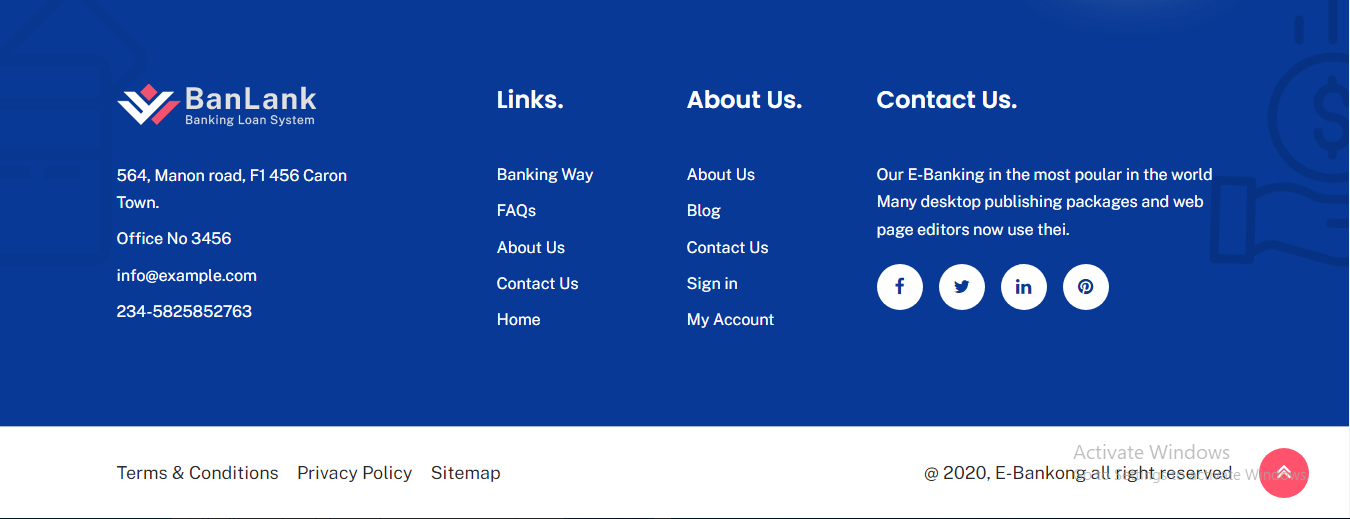 BanLank
Banking Loan System
564, Manon road, F1 456 Caron
Town.
Office No 3456
info@example.com
234-5825852763
Links.
Banking Way
FAQs
About Us
Contact Us
Home
About Us.
About Us
Blog
Contact Us
Sign in
My Account
Contact Us.
Our E-Banking in the most poular in the world
Many desktop publishing packages and web
page editors now use thei.
Terms & Conditions Privacy Policy Sitemap
@ 2020, E-Bankong all right reserved
Activate Windows
Go to Settings to activate Windows.